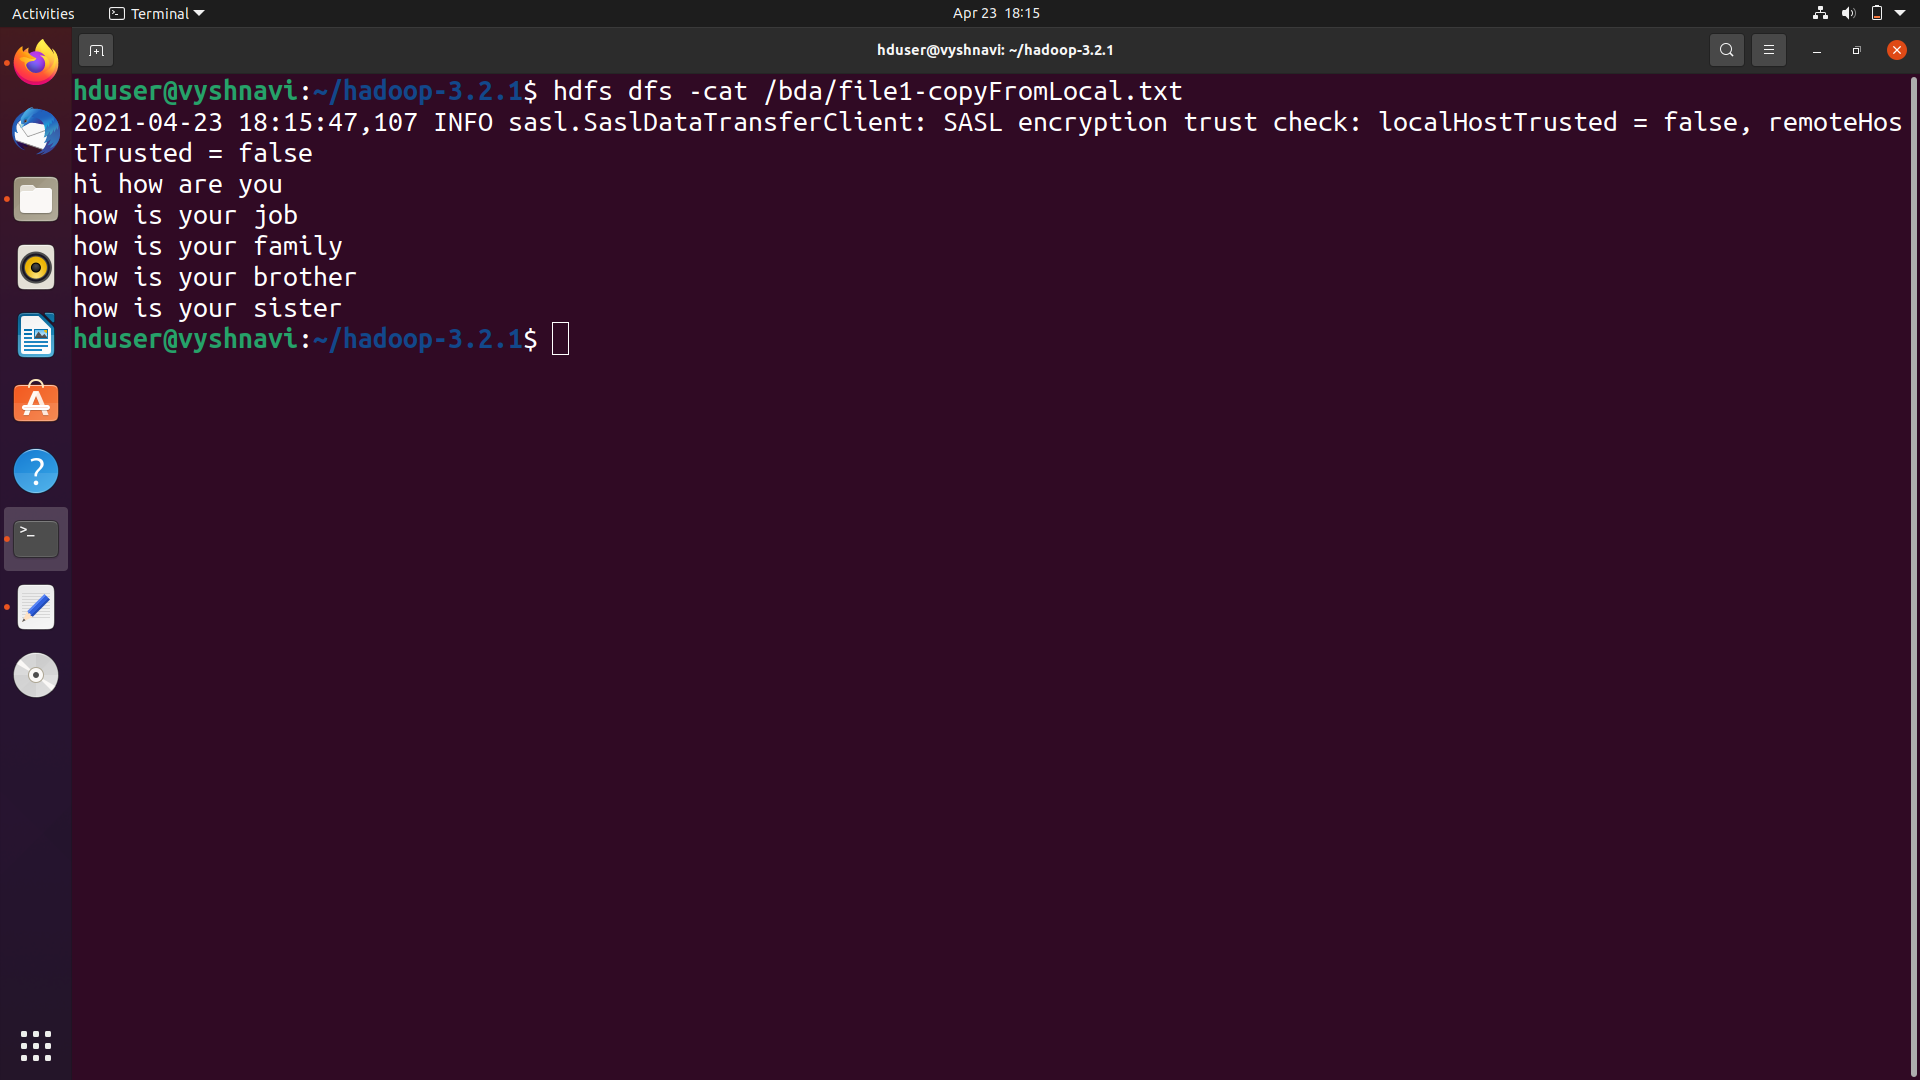 Activities
Terminal
Apr 23 18:15
hduser@vyshnavi: ~/hadoop-3.2.1
hduser@vyshnavi:~/hadoop-3.2.1$ hdfs dfs -cat /bda/file1-copyFromLocal.txt
2021-04-23 18:15:47,107 INFO sasl.SaslDataTransferClient: SASL encryption trust check: localHostTrusted = false, remoteHos
tTrusted = false
hi how are you
how is your job
how is your family
how is your brother
how is your sister
hduser@vyshnavi:~/hadoop-3.2.1$